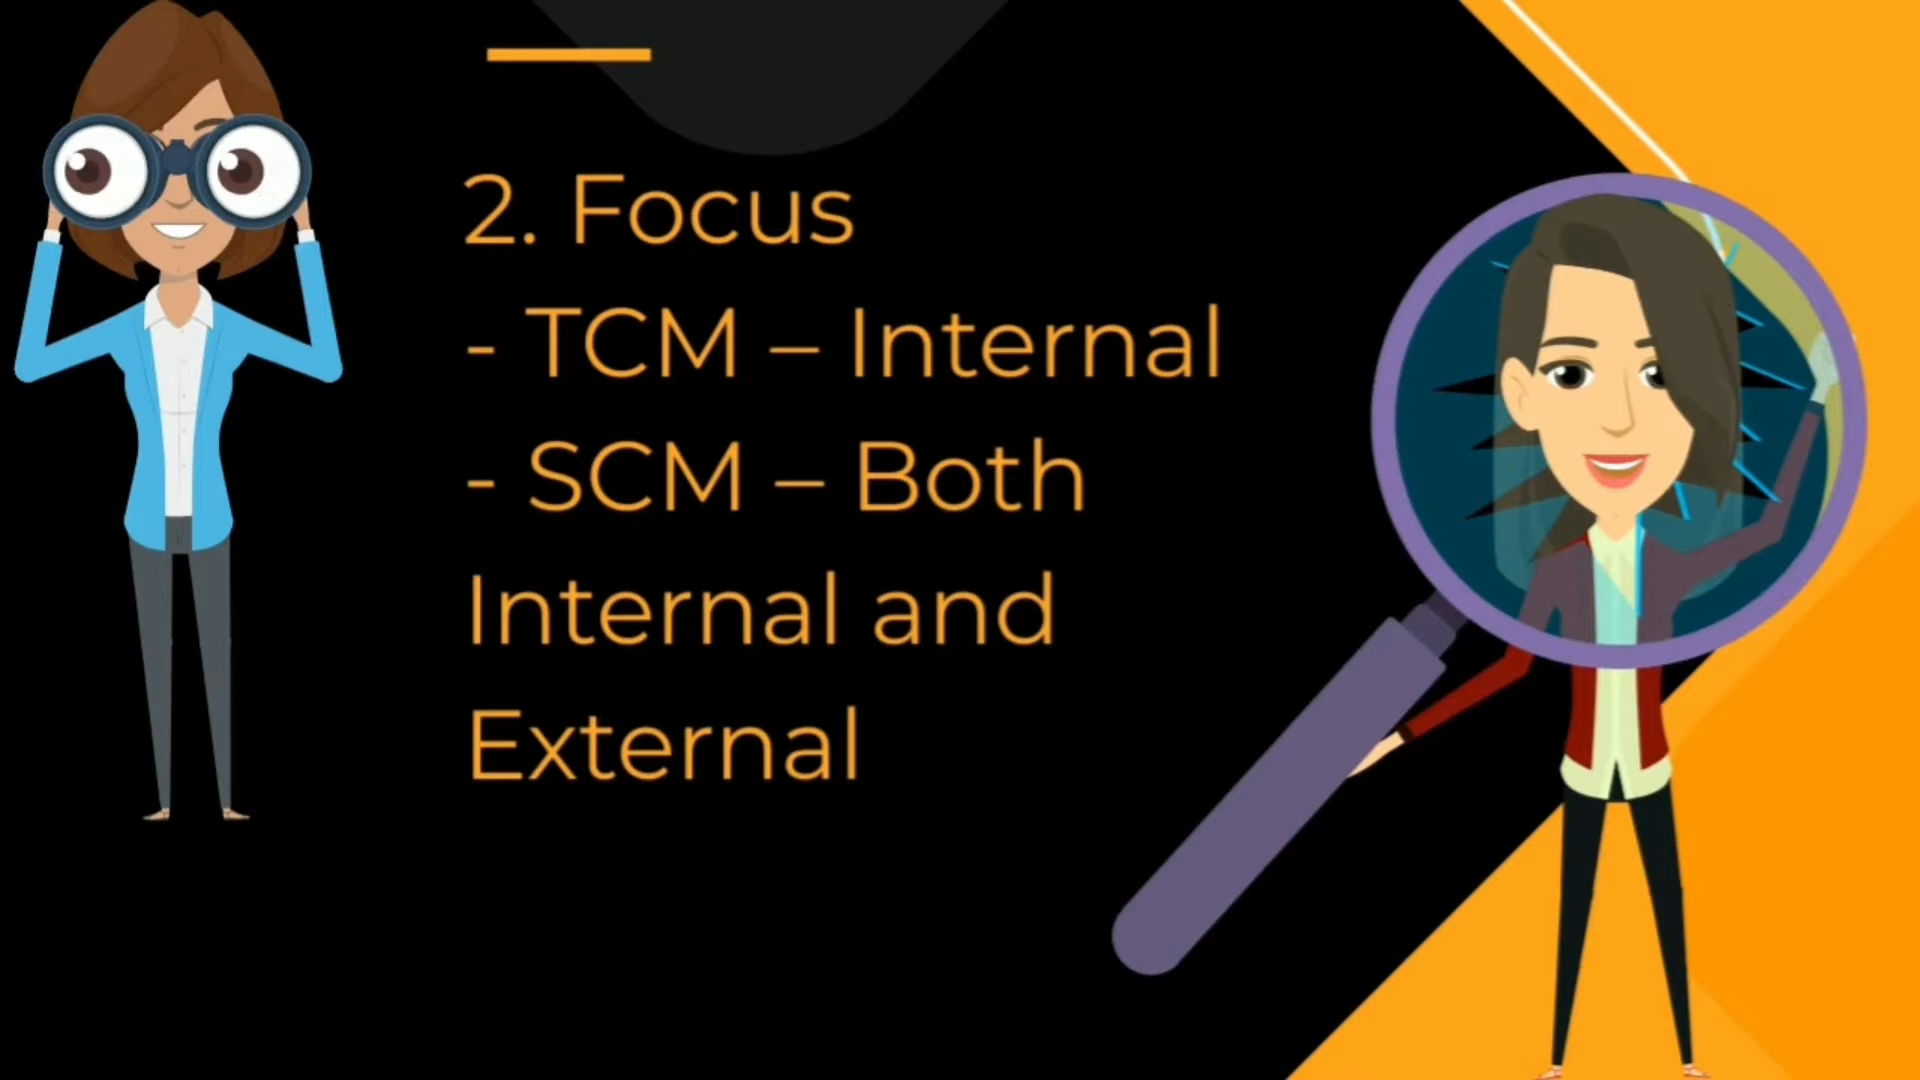 2. Focus
- TCM – Internal
- SCM – Both
Internal and
External